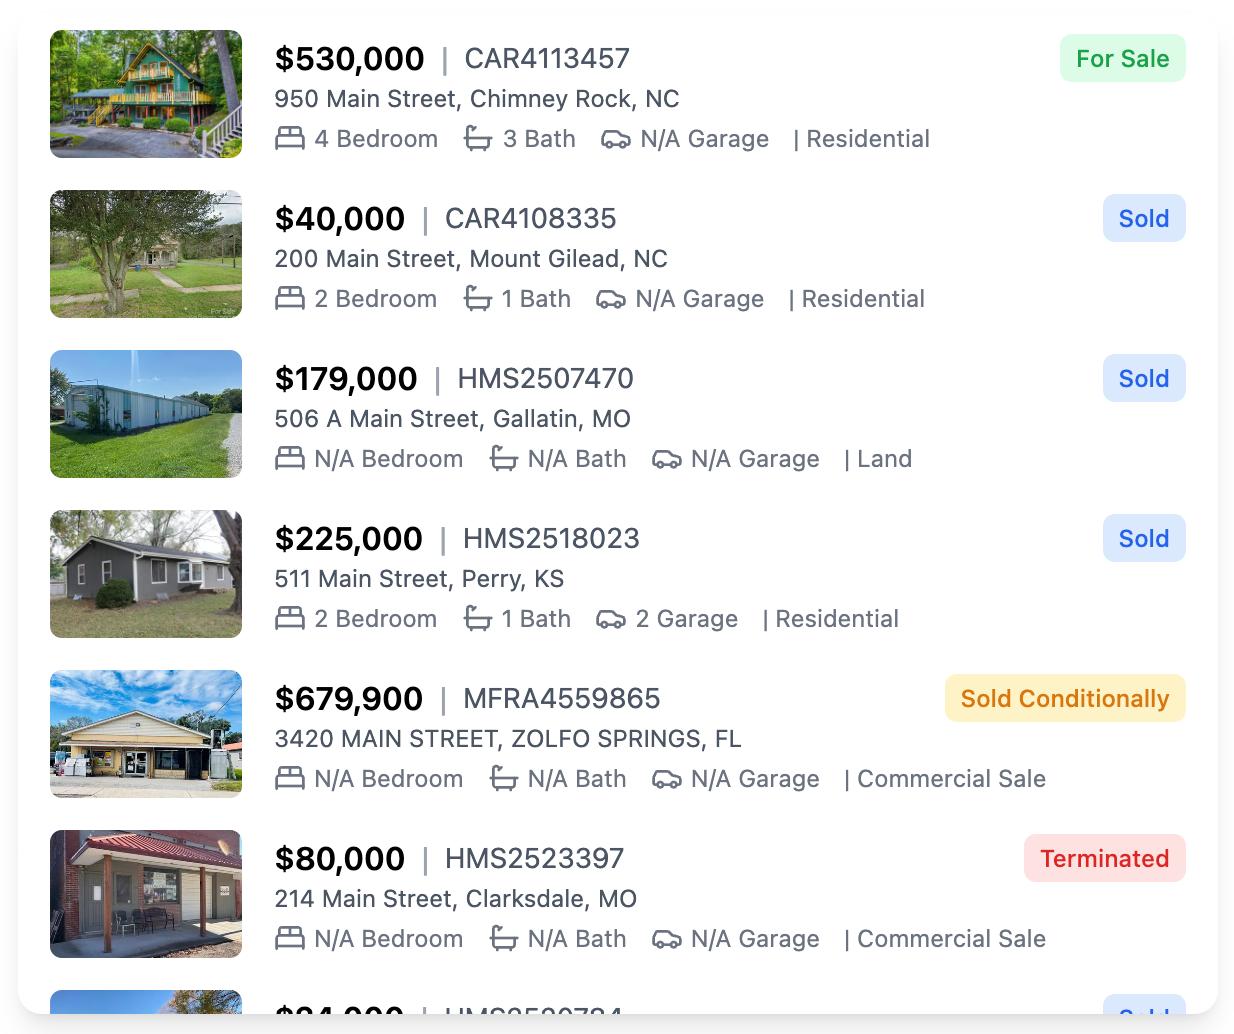 $530,000 | CAR4113457
For Sale
950 Main Street, Chimney Rock, NC
4 Bedroom 3 Bath N/A Garage | Residential
$40,000 | CAR4108335
Sold
200 Main Street, Mount Gilead, NC
2 Bedroom 1 Bath N/A Garage | Residential
$179,000 | HMS2507470
Sold
506 A Main Street, Gallatin, MO
N/A Bedroom N/A Bath N/A Garage | Land
$225,000 | HMS2518023
Sold
511 Main Street, Perry, KS
2 Bedroom 1 Bath 2 Garage | Residential
$679,900 | MFRA4559865
Sold Conditionally
3420 MAIN STREET, ZOLFO SPRINGS, FL
N/A Bedroom N/A Bath N/A Garage | Commercial Sale
$80,000 | HMS2523397
Terminated
214 Main Street, Clarksdale, MO
N/A Bedroom N/A Bath N/A Garage | Commercial Sale